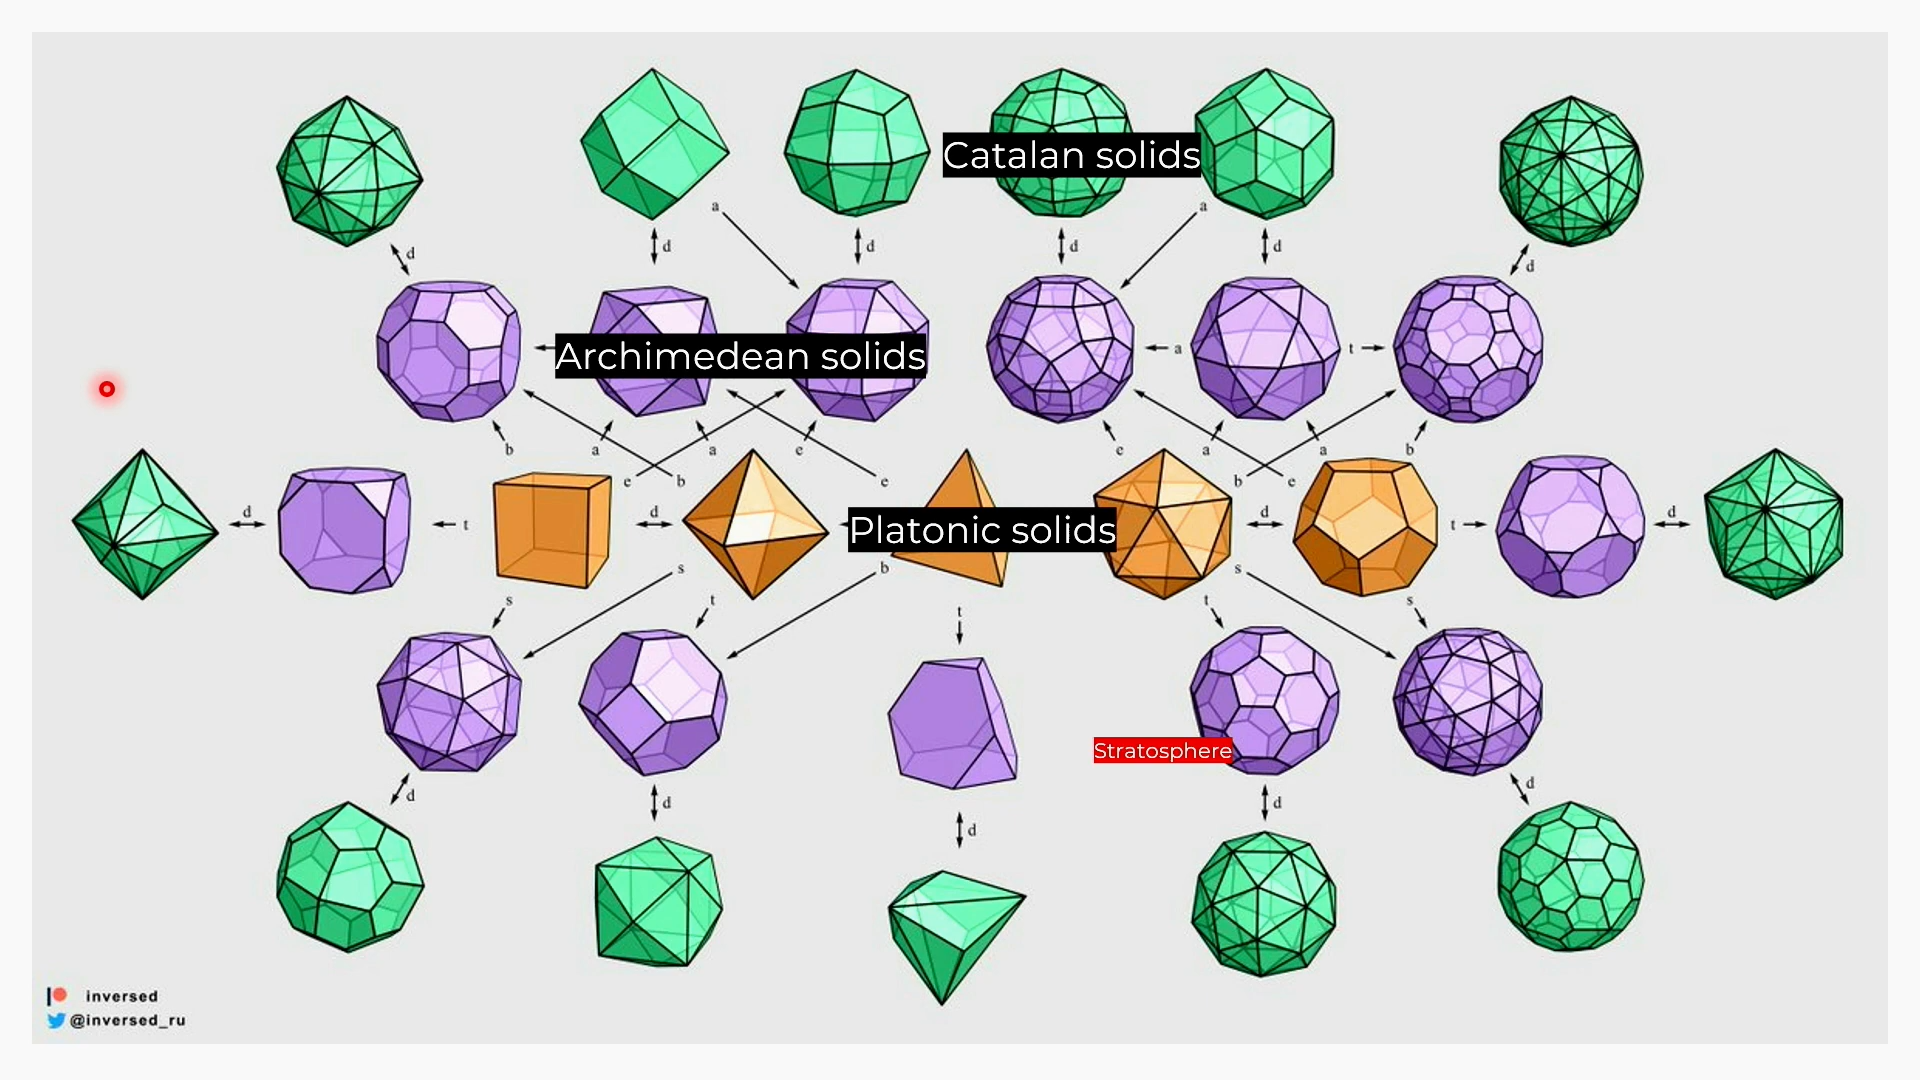 Catalan solids
a
a
d
d
d
d
d
d
Archimedean solids
a
t
b
a
a
e
e
a
a
b
e
b
e
b
e
Platonic solids
d
t
d
d
t
d
s
b
s
s
t
t
t
s
Stratosphere
d
d
d
d
d
inversed
@inversed_ru